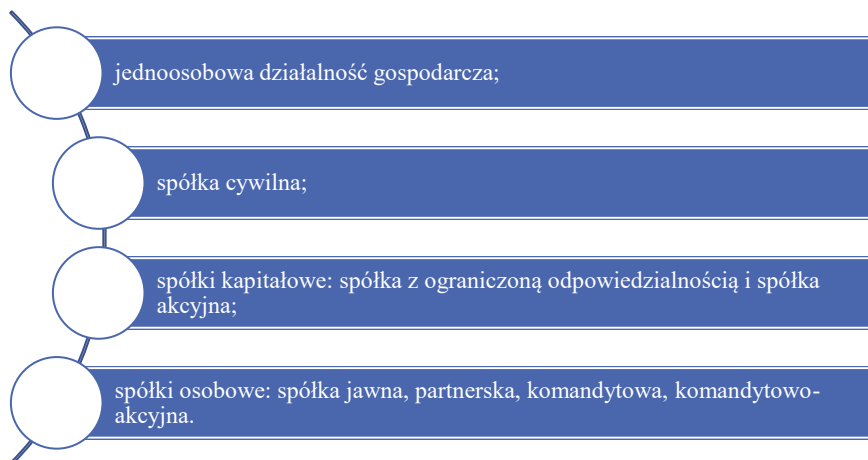 jednoosobowa działalność gospodarcza;
spółka cywilna;
spółki kapitałowe: spółka z ograniczoną odpowiedzialnością i spółka
akcyjna;
spółki osobowe: spółka jawna, partnerska, komandytowa, komandytowo-
akcyjna.